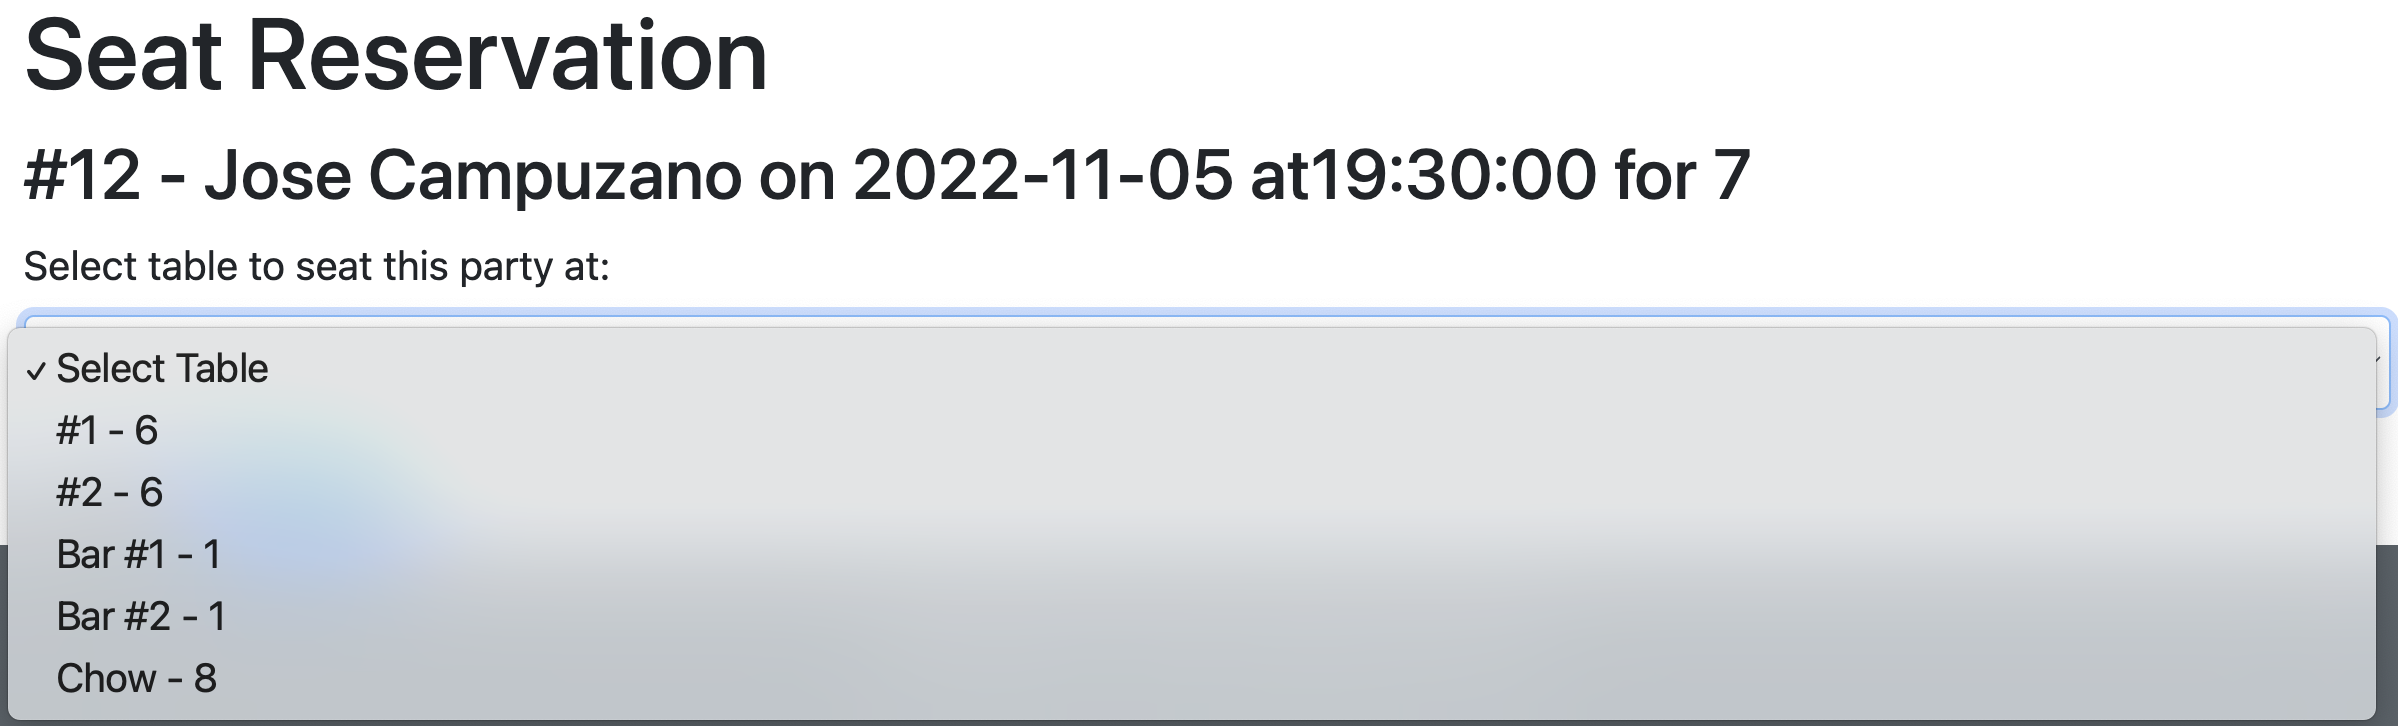 Seat Reservation
#12 - Jose Campuzano on 2022-11-05 at19:30:00 for 7
Select table to seat this party at:
✓ Select Table
#1 - 6
#2 - 6
Bar #1 - 1
Bar #2 - 1
Chow - 8